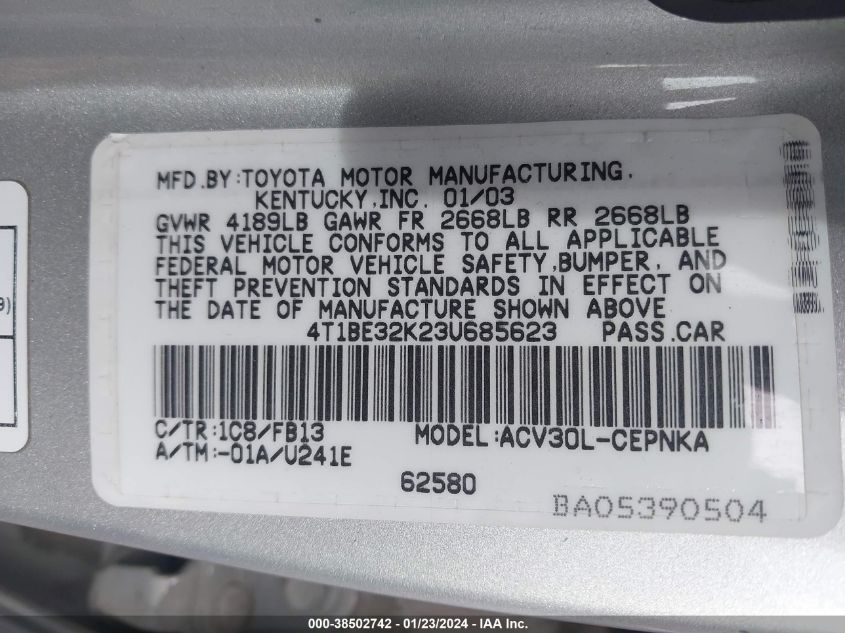 MFD.BY:TOYOTA MOTOR MANUFACTURING,
KENTUCKY,INC. 01/03
GVWR 4189LB GAWR FR 2668LB RR 2668LB
THIS VEHICLE CONFORMS TO ALL APPLICABLE
FEDERAL MOTOR VEHICLE SAFETY,BUMPER, AND
THEFT PREVENTION STANDARDS IN EFFECT ON
THE DATE OF MANUFACTURE SHOWN ABOVE
4T1BE32K23U685623 PASS.CAR
C/TR:1C8/FB13 MODEL:ACV30L-CEPNKA
A/TM:-01A/U241E
62580
BA05390504
9)
000-38502742 - 01/23/2024 - IAA Inc.